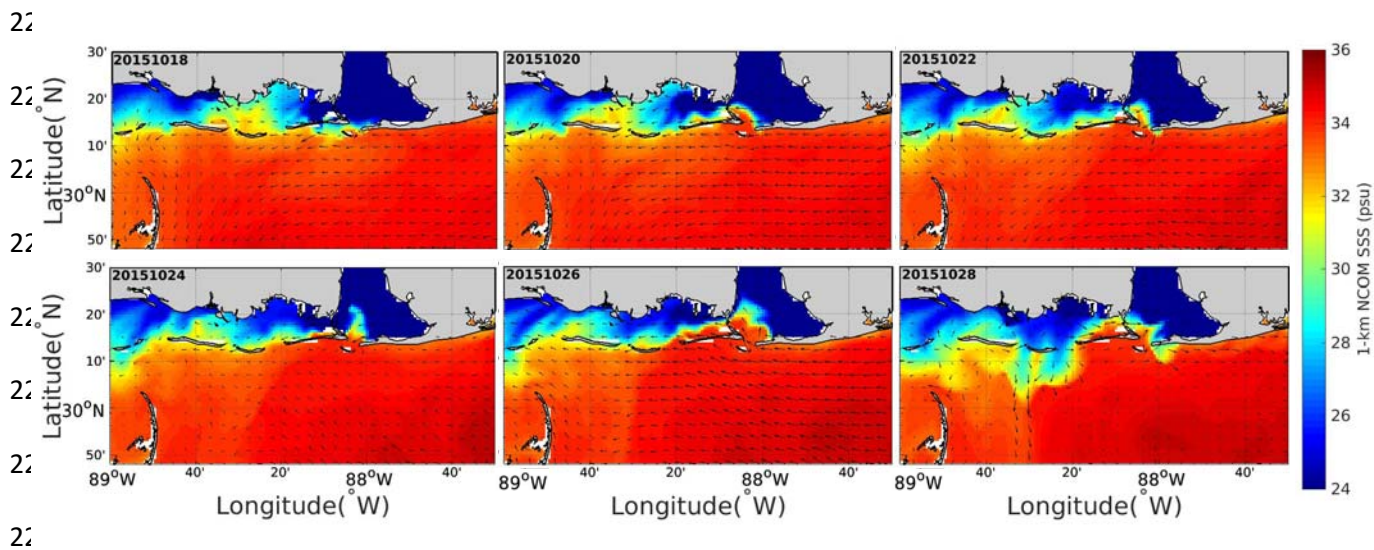 22
22
22
22
22
22
22
22
20151018
20151020
20151022
30'
20'
10'
30°N
50'
Latitude(°N)
20151024
20151026
20151028
30'
20'
10'
30°N
50'
Latitude(°N)
89°W 40' 20' 88°W 40'
89°W 40' 20' 88°W 40'
89°W 40' 20' 88°W 40'
Longitude(°W)
Longitude(°W)
Longitude(°W)
36
34
32
30
28
26
24
1-km NCOM SSS (psu)